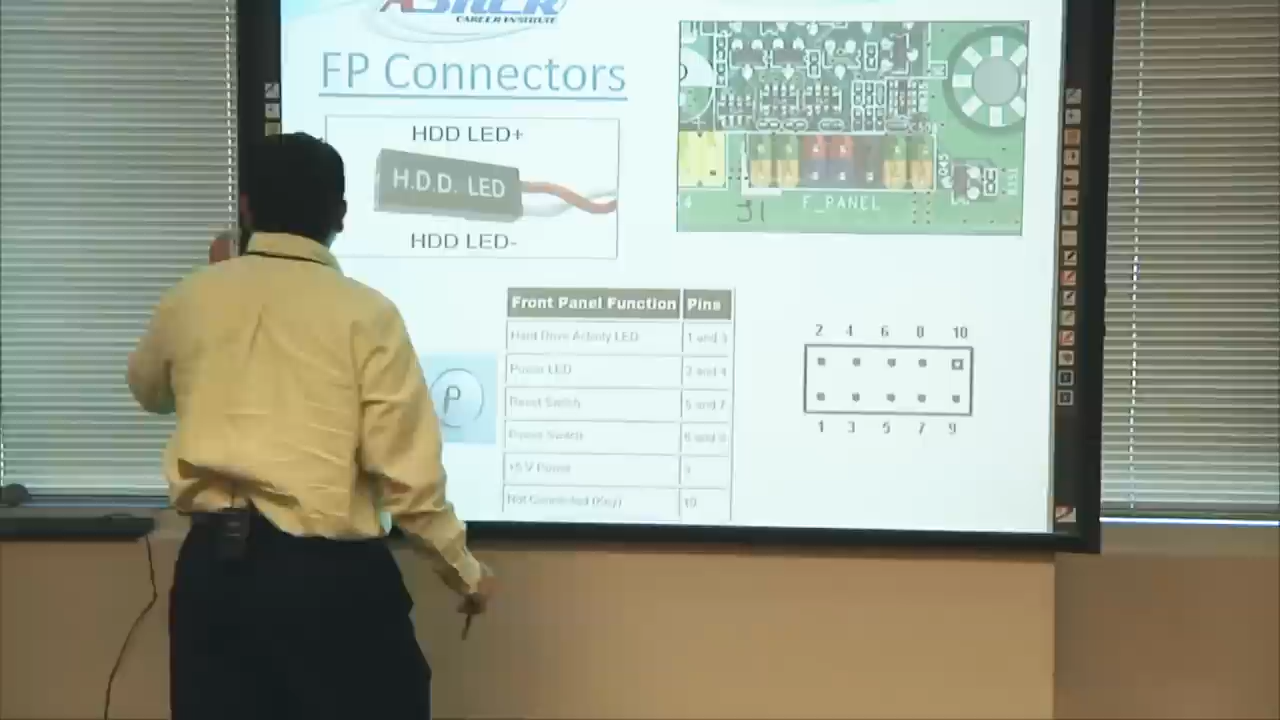 CAREER INSTITUTE
FP Connectors
HDD LED+
H.D.D. LED
HDD LED-
4
J1
F_PANEL
Front Panel Function Pins
Hard Drive Activity LED 1 and 3
Power LED 2 and 4
Reset Switch 5 and 7
Power Switch 6 and 8
+5 V Power 9
Not Connected (Key) 10
P
2 4 6 8 10
1 3 5 7 9